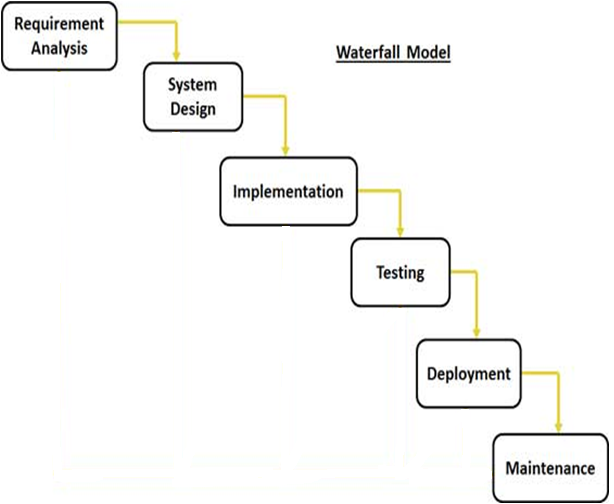 Requirement
Analysis
Waterfall Model
System
Design
Implementation
Testing
Deployment
Maintenance